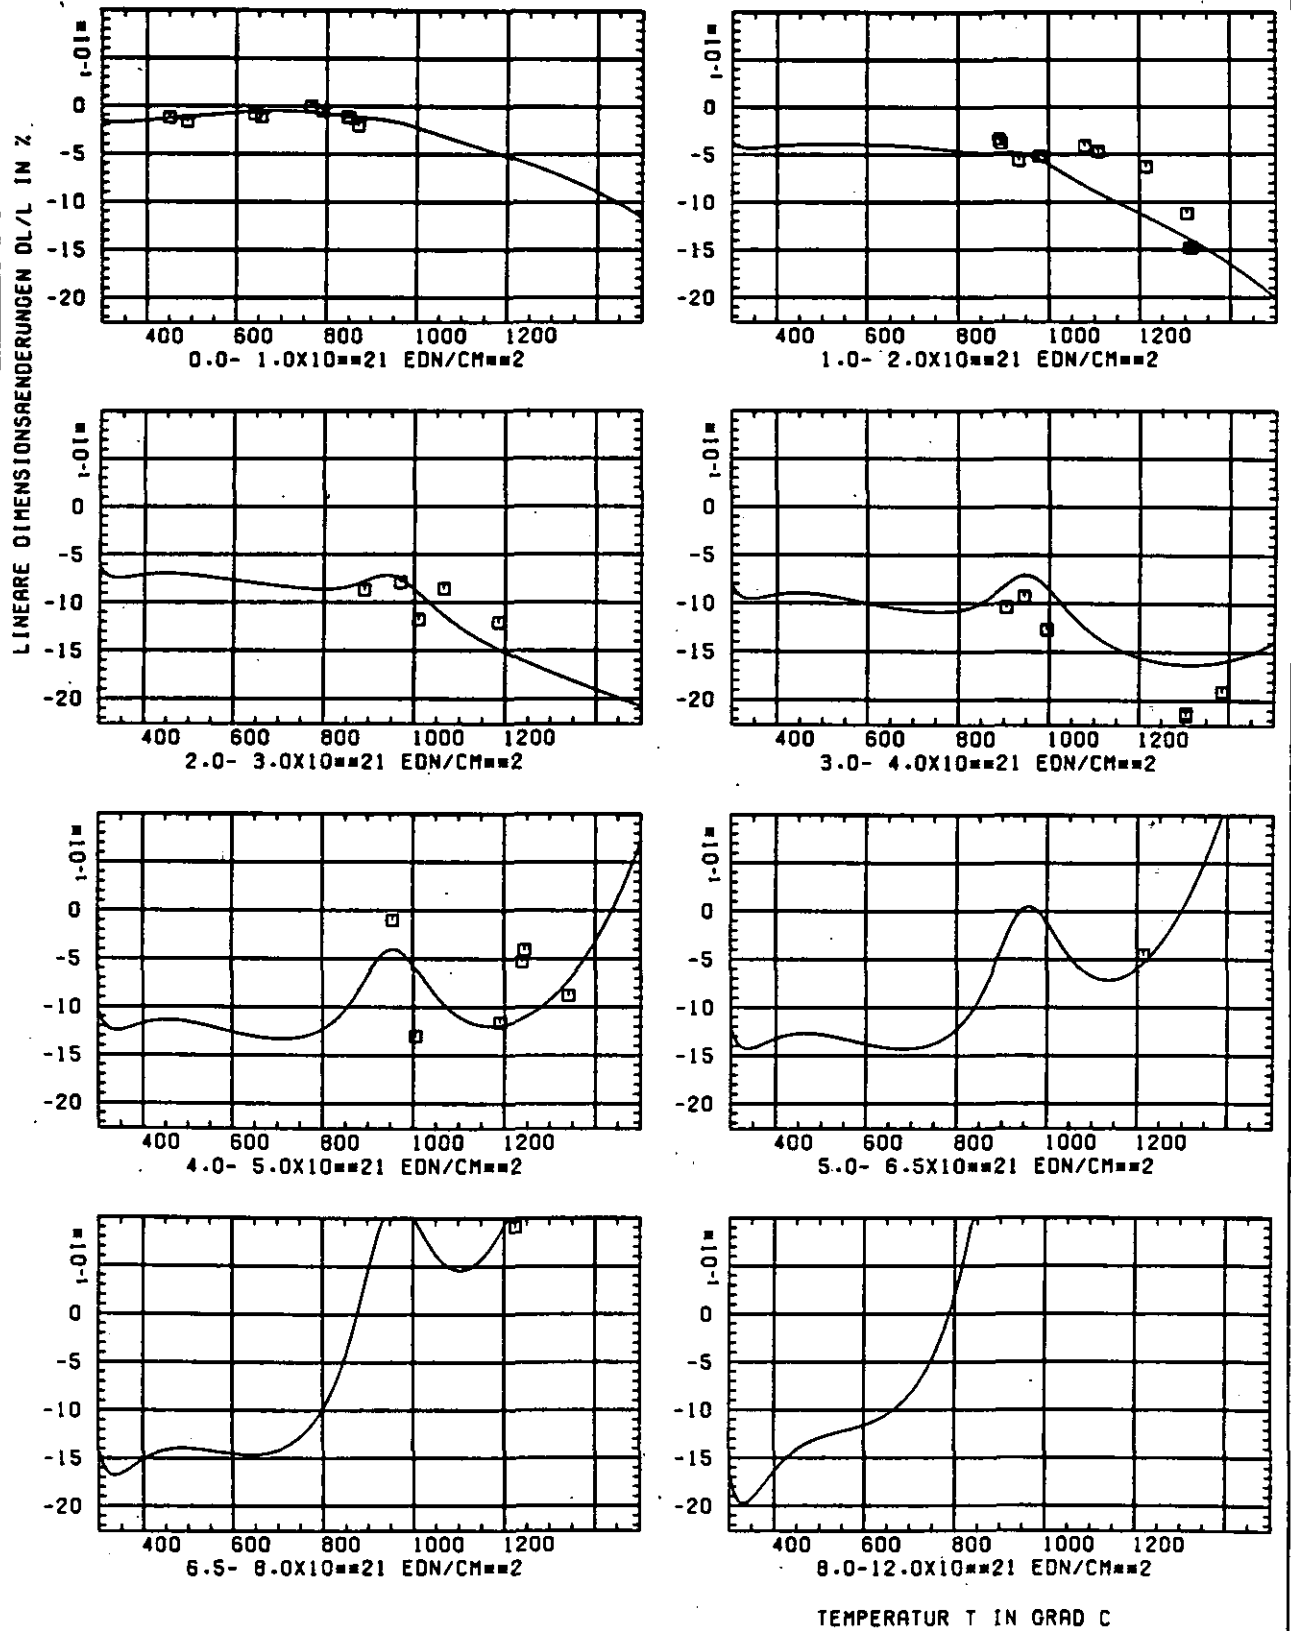 LINEARE DIMENSIONSAENDERUNGEN DL/L IN %
*10-1
0
-5
-10
-15
-20
400 600 800 1000 1200
0.0- 1.0X10**21 EDN/CM**2
*10-1
0
-5
-10
-15
-20
400 600 800 1000 1200
1.0- 2.0X10**21 EDN/CM**2
*10-1
0
-5
-10
-15
-20
400 600 800 1000 1200
2.0- 3.0X10**21 EDN/CM**2
*10-1
0
-5
-10
-15
-20
400 600 800 1000 1200
3.0- 4.0X10**21 EDN/CM**2
*10-1
0
-5
-10
-15
-20
400 600 800 1000 1200
4.0- 5.0X10**21 EDN/CM**2
*10-1
0
-5
-10
-15
-20
400 600 800 1000 1200
5.0- 6.5X10**21 EDN/CM**2
*10-1
0
-5
-10
-15
-20
400 600 800 1000 1200
6.5- 8.0X10**21 EDN/CM**2
*10-1
0
-5
-10
-15
-20
400 600 800 1000 1200
8.0-12.0X10**21 EDN/CM**2
TEMPERATUR T IN GRAD C